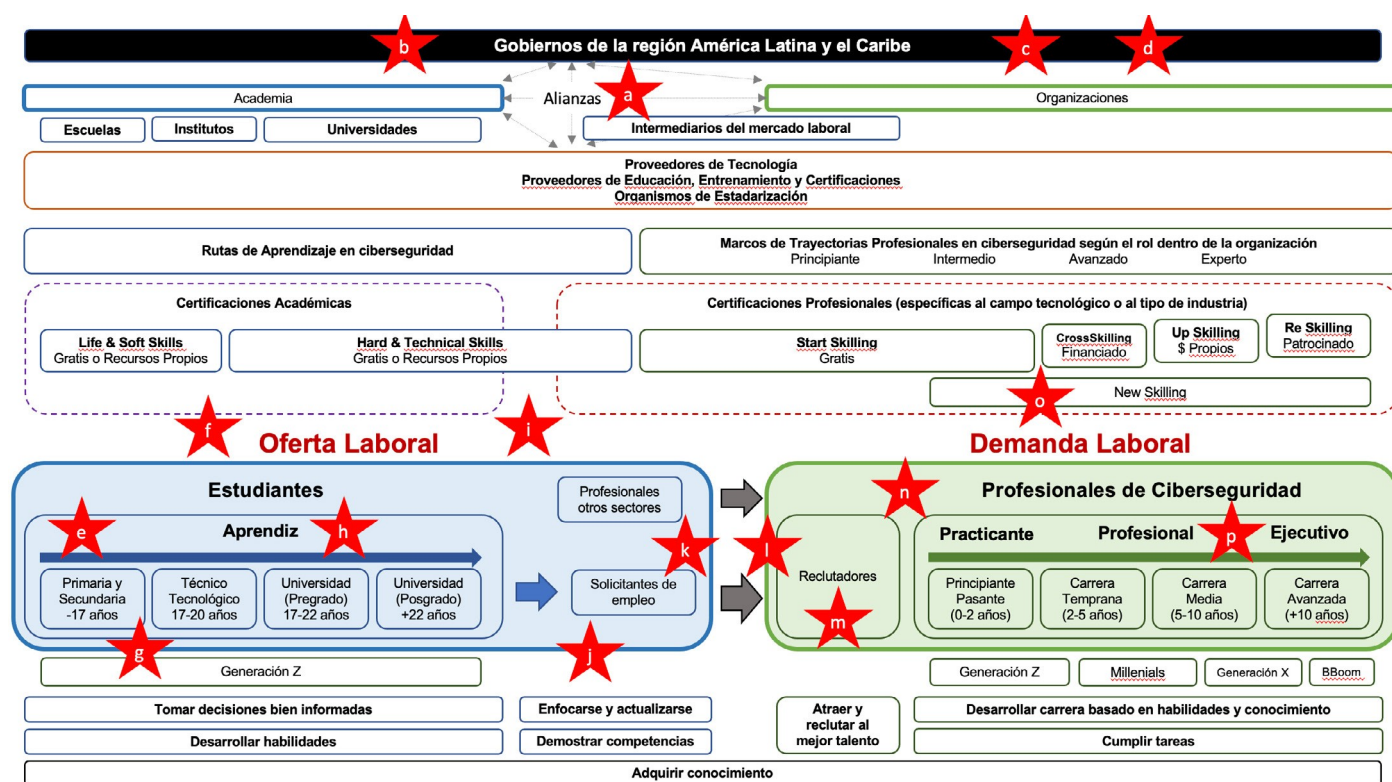 Gobiernos de la región América Latina y el Caribe
b
c
d
Academia
Alianzas
a
Organizaciones
Escuelas
Institutos
Universidades
Intermediarios del mercado laboral
Proveedores de Tecnología
Proveedores de Educación, Entrenamiento y Certificaciones
Organismos de Estadarización
Rutas de Aprendizaje en ciberseguridad
Marcos de Trayectorias Profesionales en ciberseguridad según el rol dentro de la organización
Principiante
Intermedio
Avanzado
Experto
Certificaciones Académicas
Life & Soft Skills
Gratis o Recursos Propios
Hard & Technical Skills
Gratis o Recursos Propios
Certificaciones Profesionales (específicas al campo tecnológico o al tipo de industria)
Start Skilling
Gratis
CrossSkilling
Financiado
Up Skilling
$ Propios
Re Skilling
Patrocinado
New Skilling
o
f
i
Oferta Laboral
Demanda Laboral
Estudiantes
Profesionales
otros sectores
e
Aprendiz
h
k
Primaria y
Secundaria
-17 años
Técnico
Tecnológico
17-20 años
Universidad
(Pregrado)
17-22 años
Universidad
(Posgrado)
+22 años
Solicitantes de
empleo
g
j
Generación Z
l
n
Profesionales de Ciberseguridad
Reclutadores
m
Practicante
Profesional
p
Ejecutivo
Principiante
Pasante
(0-2 años)
Carrera
Temprana
(2-5 años)
Carrera
Media
(5-10 años)
Carrera
Avanzada
(+10 años)
Generación Z
Millenials
Generación X
BBoom
Tomar decisiones bien informadas
Enfocarse y actualizarse
Atraer y
reclutar al
mejor talento
Desarrollar carrera basado en habilidades y conocimiento
Desarrollar habilidades
Demostrar competencias
Cumplir tareas
Adquirir conocimiento